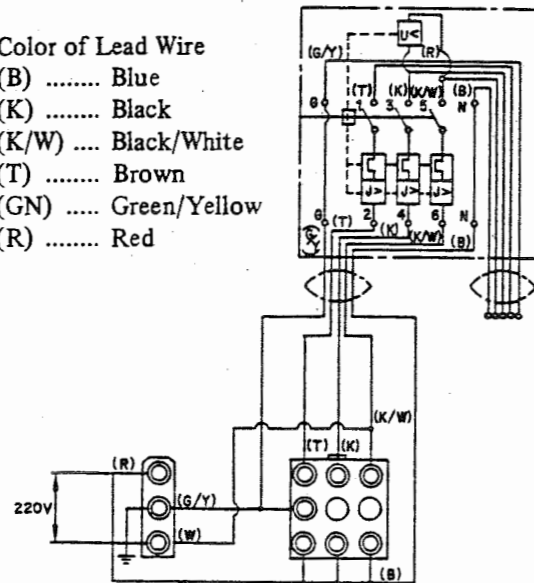 Color of Lead Wire
(B) ........ Blue
(K) ........ Black
(K/W) .... Black/White
(T) ........ Brown
(GN) ..... Green/Yellow
(R) ........ Red
U<
(R)
(G/Y)
(T) (K) (K/W) (B)
G 1 3 5 N
J> J> J>
G 2 4 6 N
(T) (K) (K/W) (B)
(K/W)
(T) (K)
(R)
220V
(G/Y)
(W)
(B)